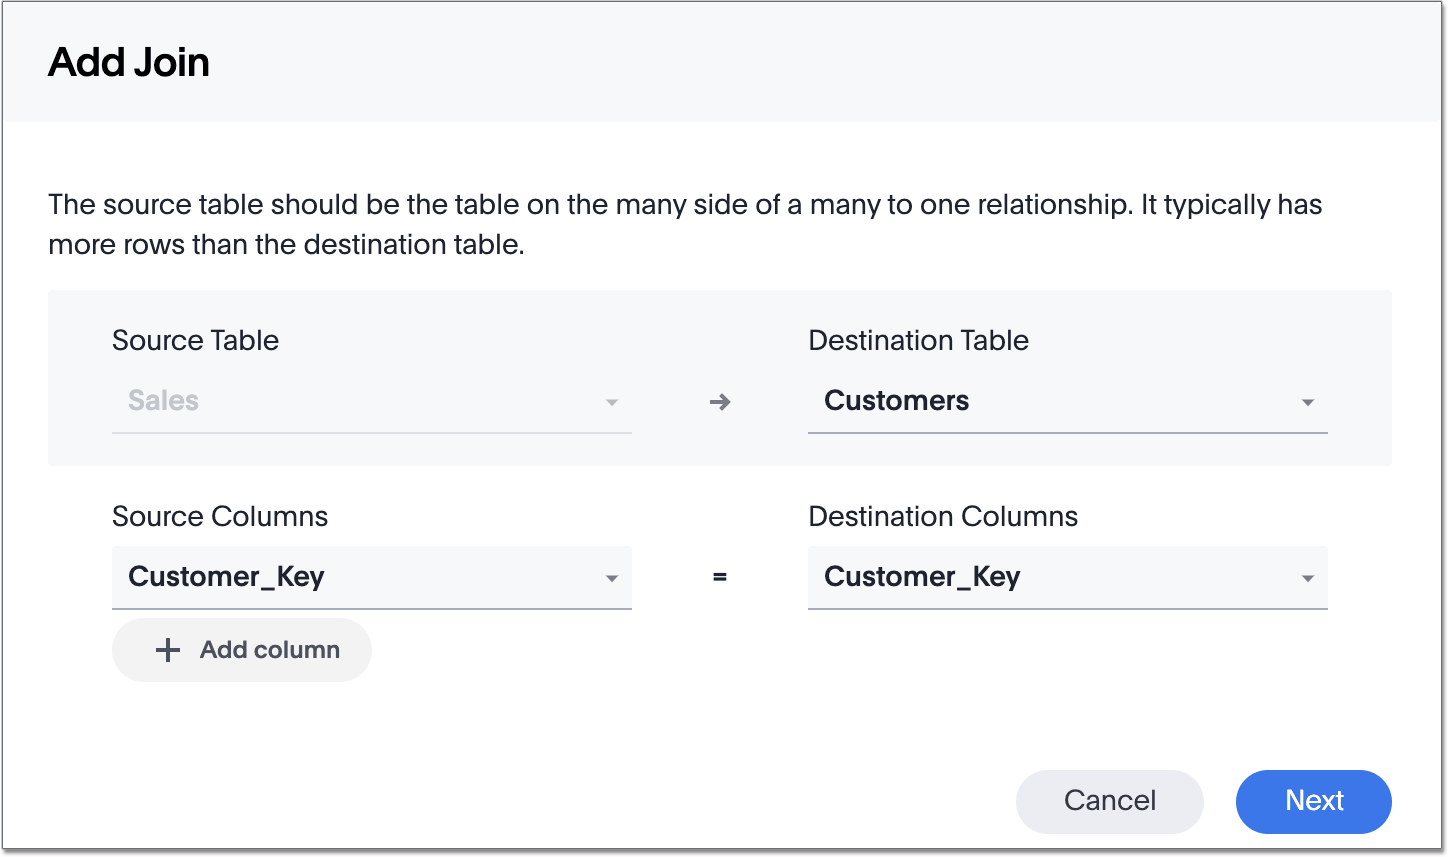 Add Join
The source table should be the table on the many side of a many to one relationship. It typically has
more rows than the destination table.
Source Table
Destination Table
Sales
→
Customers
Source Columns
Destination Columns
Customer_Key
=
Customer_Key
+ Add column
Cancel
Next